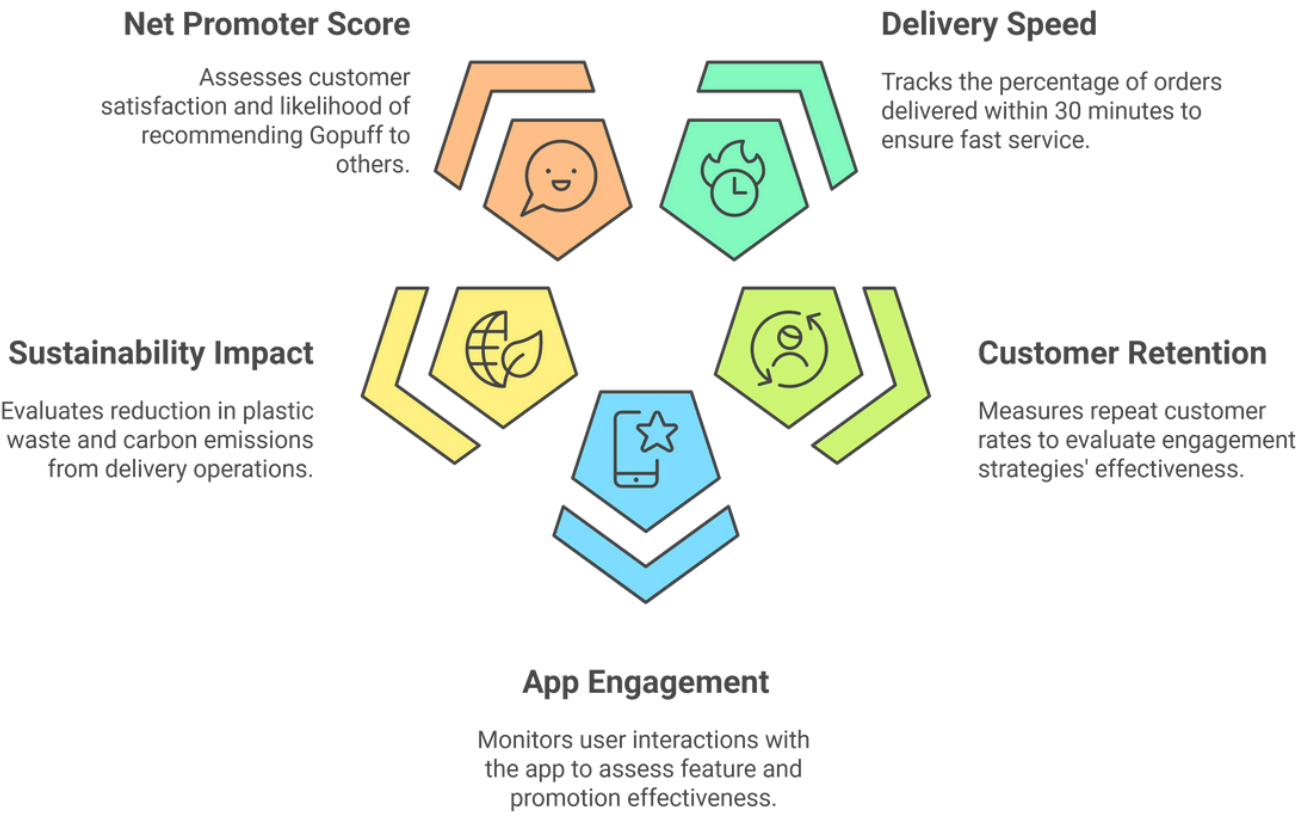 Net Promoter Score
Assesses customer
satisfaction and likelihood of
recommending Gopuff to
others.
Delivery Speed
Tracks the percentage of orders
delivered within 30 minutes to
ensure fast service.
Sustainability Impact
Evaluates reduction in plastic
waste and carbon emissions
from delivery operations.
Customer Retention
Measures repeat customer
rates to evaluate engagement
strategies' effectiveness.
App Engagement
Monitors user interactions with
the app to assess feature and
promotion effectiveness.